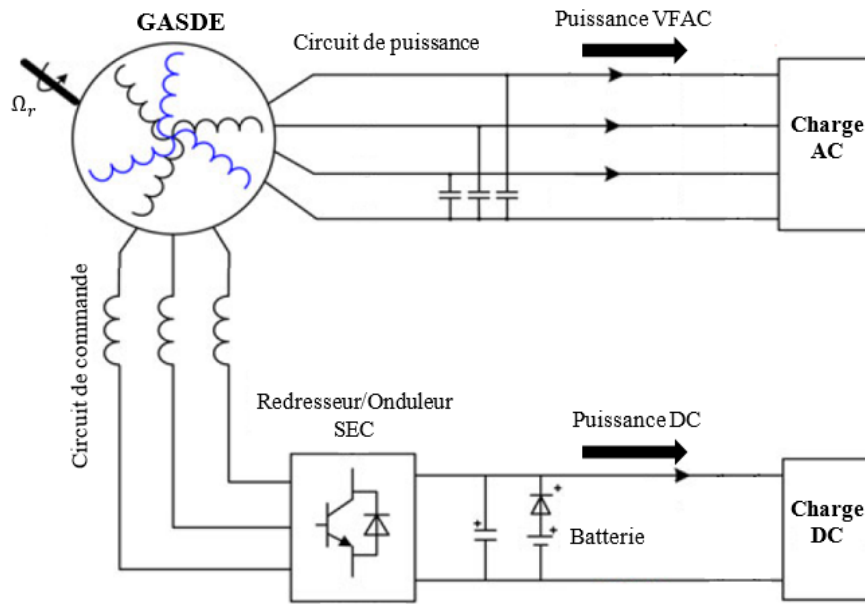 GASDE
Circuit de puissance
Puissance VFAC
Ωr
Charge
AC
Circuit de commande
Redresseur/Onduleur
SEC
Puissance DC
+
+
+
Batterie
Charge
DC